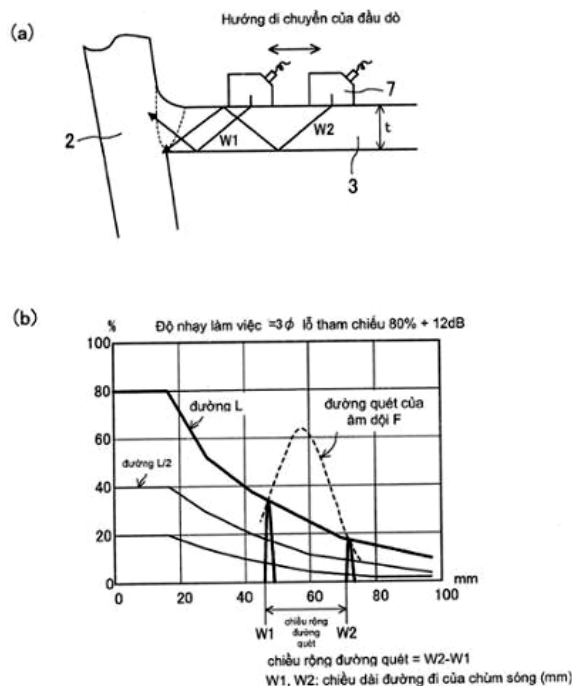 (a)
Hướng di chuyển của đầu dò
7
2
W1
W2
t
3
(b)
% Độ nhạy làm việc =3φ lỗ tham chiếu 80% + 12dB
100
80
60
40
20
0
đường L
đường L/2
đường quét của
âm dội F
0 20 40 60 80 100
mm
W1
chiều rộng
đường
quét
W2
chiều rộng đường quét = W2-W1
W1, W2: chiều dài đường đi của chùm sóng (mm)